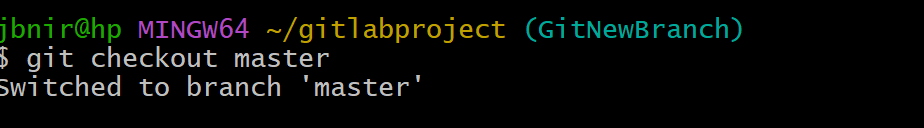 jbnir@hp MINGW64 ~/gitlabproject (GitNewBranch)
$ git checkout master
Switched to branch 'master'